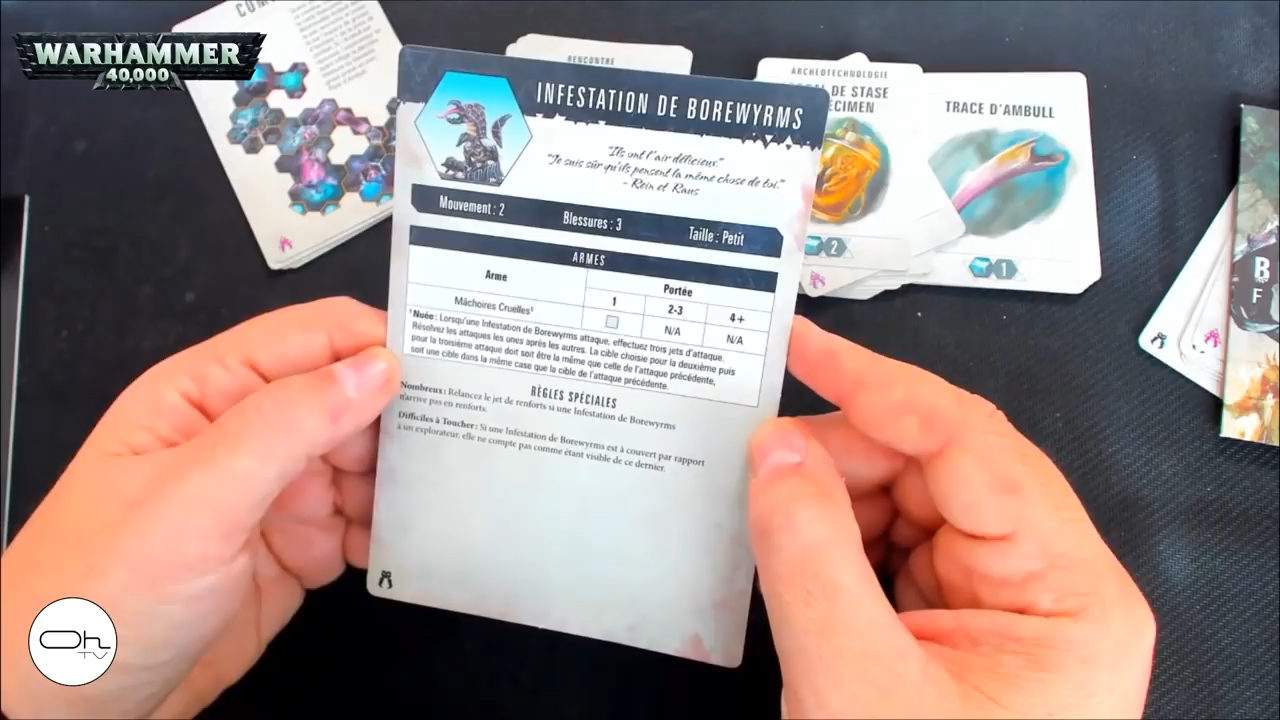 WARHAMMER
40,000
RENCONTRE
INFESTATION DE BOREWYRMS
"Ils ont l'air délicieux."
"Je suis sûr qu'ils pensent la même chose de toi."
- Rein et Raus
Mouvement : 2 Blessures : 3 Taille : Petit
ARMES
Arme Portée
1 2-3 4+
Mâchoires Cruelles¹ N/A N/A
¹ Nuée : Lorsqu'une Infestation de Borewyrms attaque, effectuez trois jets d'attaque.
Résolvez les attaques les unes après les autres. La cible choisie pour la deuxième puis
pour la troisième attaque doit soit être la même que celle de l'attaque précédente,
soit une cible dans la même case que la cible de l'attaque précédente.
RÈGLES SPÉCIALES
Nombreux : Relancez le jet de renforts si une Infestation de Borewyrms
n'arrive pas en renforts.
Difficiles à Toucher : Si une Infestation de Borewyrms est à couvert par rapport
à un explorateur, elle ne compte pas comme étant visible de ce dernier.
ARCHEOTECHNOLOGIE
DE STASE
2
TRACE D'AMBULL
1
B
F
Oh
TV